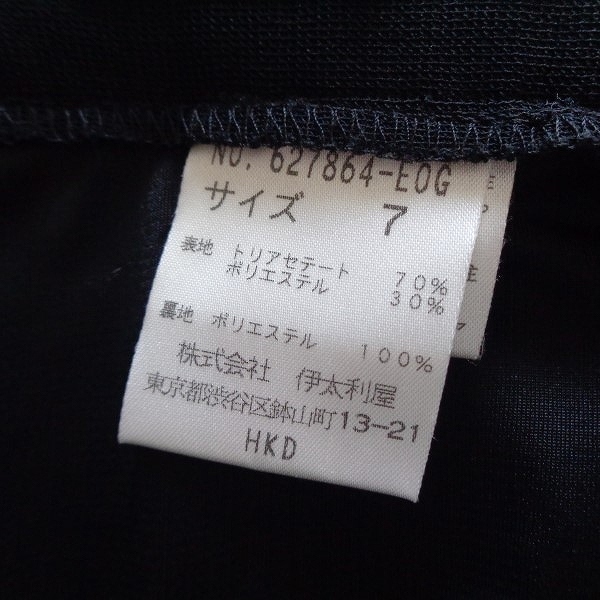 No. 627864-E0G
サイズ 7
表地 トリアセテート 70%
ポリエステル 30%
裏地 ポリエステル 100%
株式会社 伊太利屋
東京都渋谷区鉢山町13-21
HKD